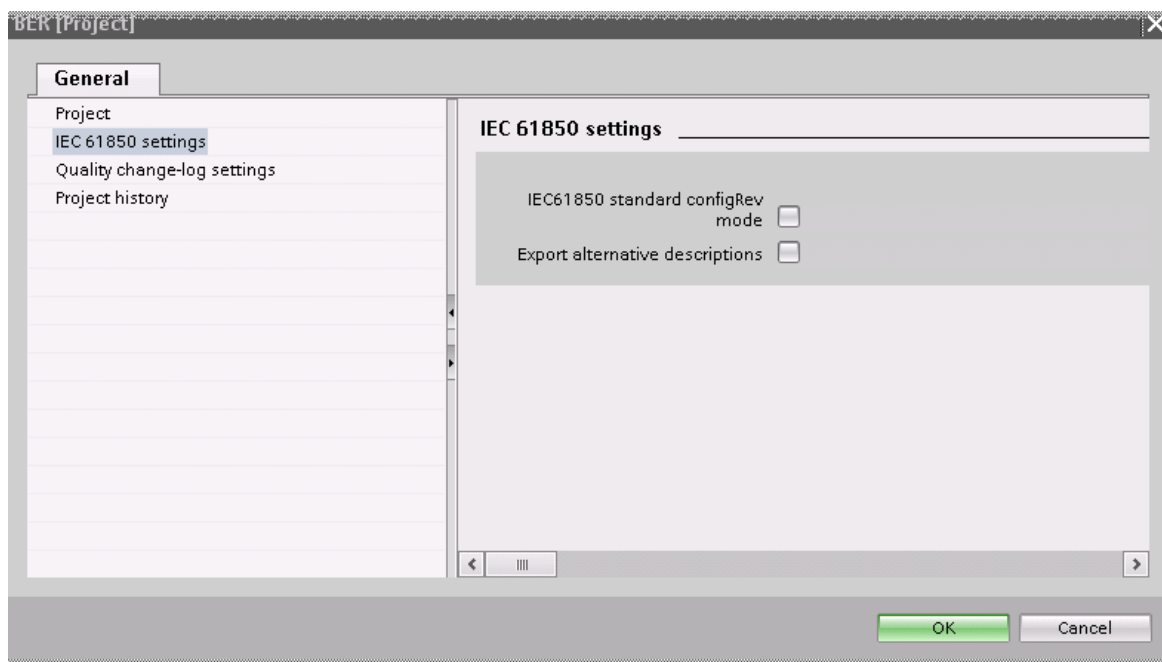 BER [Project]
General
Project
IEC 61850 settings
Quality change-log settings
Project history
IEC 61850 settings
IEC61850 standard configRev
mode
Export alternative descriptions
OK
Cancel